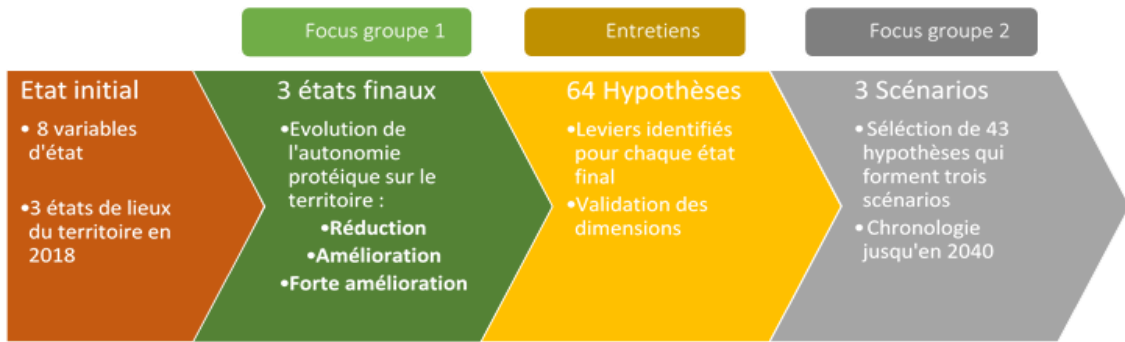 Focus groupe 1
Entretiens
Focus groupe 2
Etat initial
• 8 variables
d'état
•3 états de lieux
du territoire en
2018
3 états finaux
•Evolution de
l'autonomie
protéique sur le
territoire :
•Réduction
•Amélioration
•Forte amélioration
64 Hypothèses
•Leviers identifiés
pour chaque état
final
•Validation des
dimensions
3 Scénarios
•Séléction de 43
hypothèses qui
forment trois
scénarios
•Chronologie
jusqu'en 2040